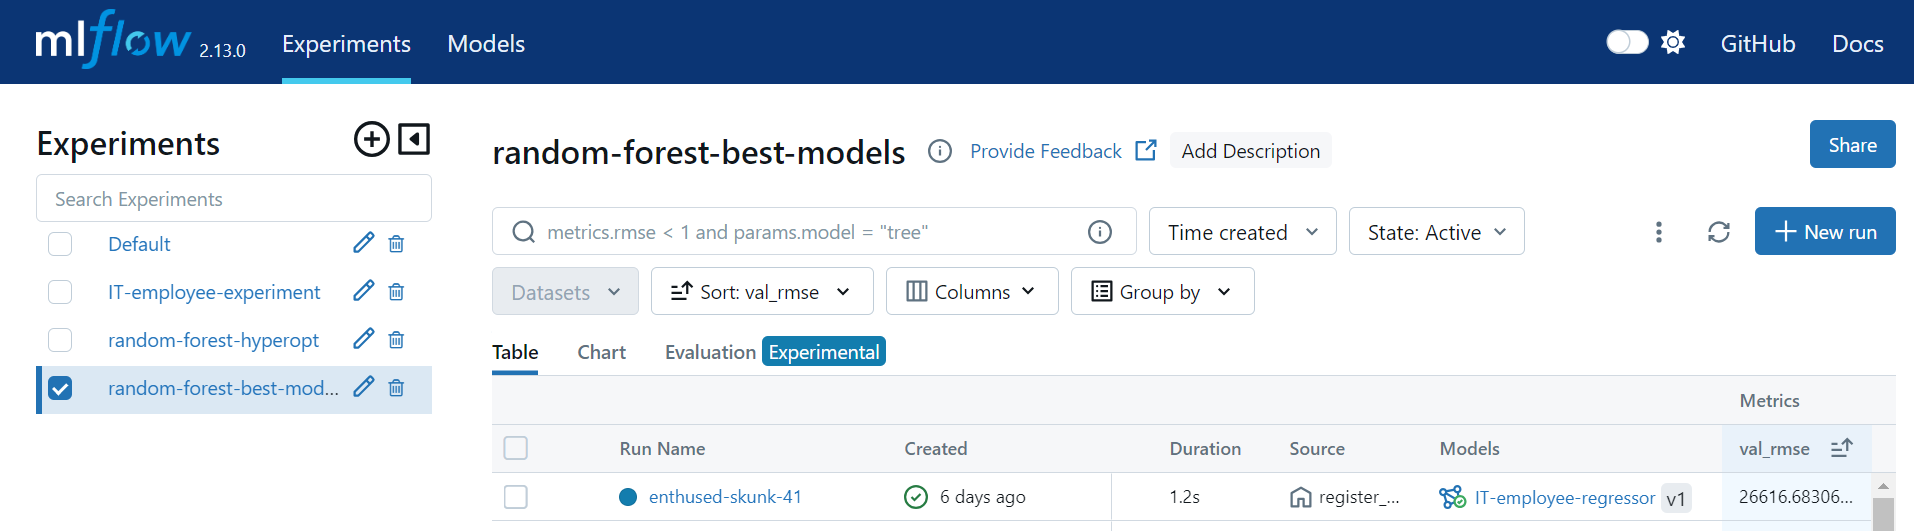 mlflow 2.13.0 Experiments Models GitHub Docs
Experiments
Search Experiments
Default
IT-employee-experiment
random-forest-hyperopt
random-forest-best-mod...
random-forest-best-models Provide Feedback Add Description Share
metrics.rmse < 1 and params.model = "tree" Time created State: Active New run
Datasets Sort: val_rmse Columns Group by
Table Chart Evaluation Experimental
Metrics
Run Name Created Duration Source Models val_rmse
enthused-skunk-41 6 days ago 1.2s register_... IT-employee-regressor v1 26616.68306...